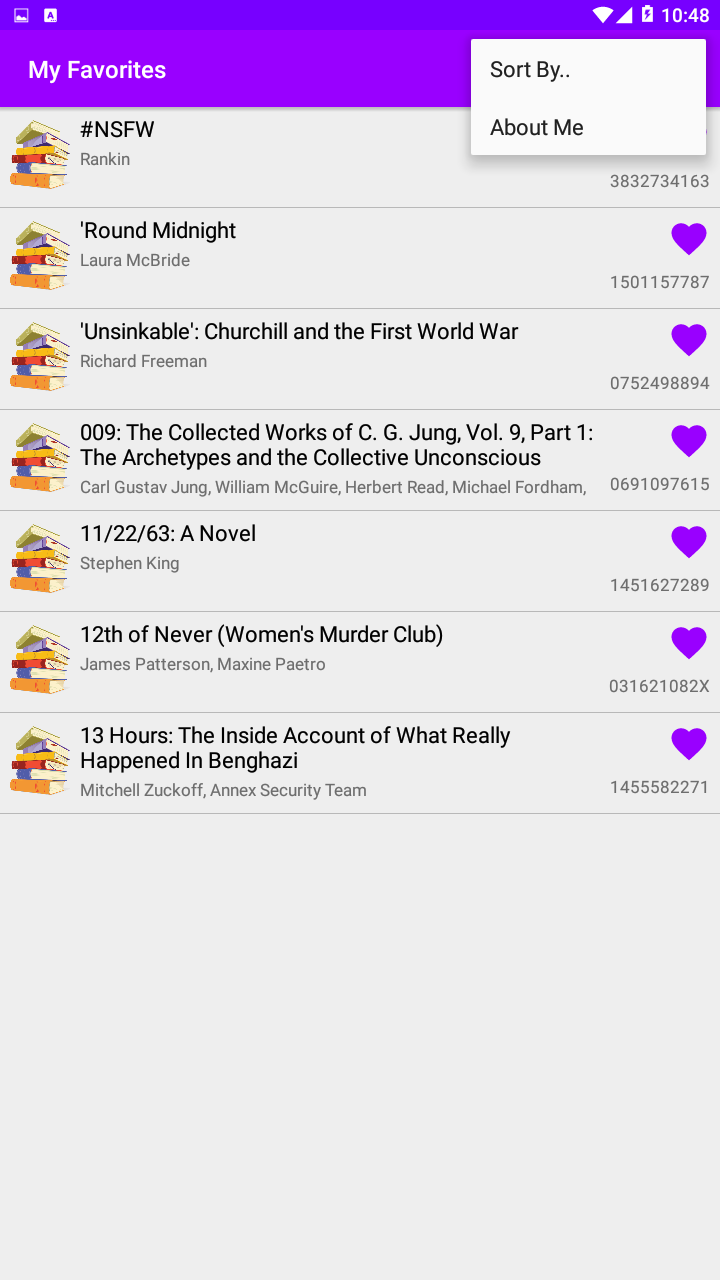 10:48
My Favorites
Sort By..
About Me
#NSFW
Rankin
3832734163
'Round Midnight
Laura McBride
1501157787
'Unsinkable': Churchill and the First World War
Richard Freeman
0752498894
009: The Collected Works of C. G. Jung, Vol. 9, Part 1:
The Archetypes and the Collective Unconscious
Carl Gustav Jung, William McGuire, Herbert Read, Michael Fordham,
0691097615
11/22/63: A Novel
Stephen King
1451627289
12th of Never (Women's Murder Club)
James Patterson, Maxine Paetro
031621082X
13 Hours: The Inside Account of What Really
Happened In Benghazi
Mitchell Zuckoff, Annex Security Team
1455582271